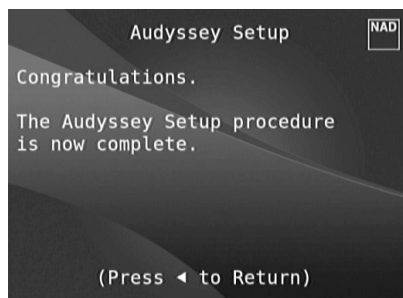 Audyssey Setup
NAD
Congratulations.
The Audyssey Setup procedure
is now complete.
(Press ◄ to Return)